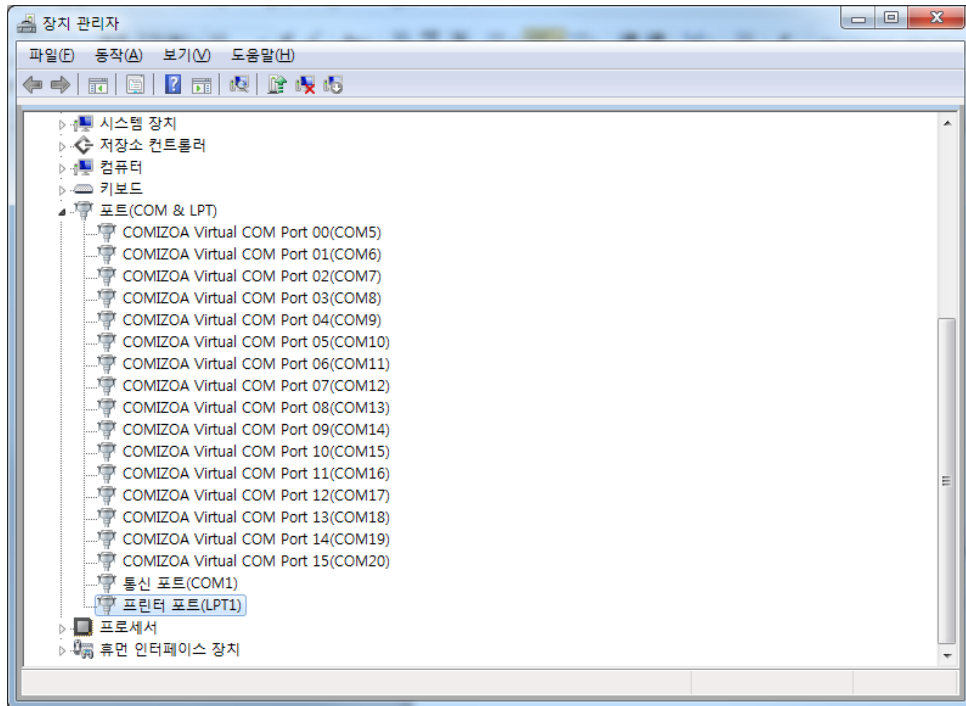 장치 관리자
파일(F) 동작(A) 보기(V) 도움말(H)
시스템 장치
저장소 컨트롤러
컴퓨터
키보드
포트(COM & LPT)
COMIZOA Virtual COM Port 00(COM5)
COMIZOA Virtual COM Port 01(COM6)
COMIZOA Virtual COM Port 02(COM7)
COMIZOA Virtual COM Port 03(COM8)
COMIZOA Virtual COM Port 04(COM9)
COMIZOA Virtual COM Port 05(COM10)
COMIZOA Virtual COM Port 06(COM11)
COMIZOA Virtual COM Port 07(COM12)
COMIZOA Virtual COM Port 08(COM13)
COMIZOA Virtual COM Port 09(COM14)
COMIZOA Virtual COM Port 10(COM15)
COMIZOA Virtual COM Port 11(COM16)
COMIZOA Virtual COM Port 12(COM17)
COMIZOA Virtual COM Port 13(COM18)
COMIZOA Virtual COM Port 14(COM19)
COMIZOA Virtual COM Port 15(COM20)
통신 포트(COM1)
프린터 포트(LPT1)
프로세서
휴먼 인터페이스 장치